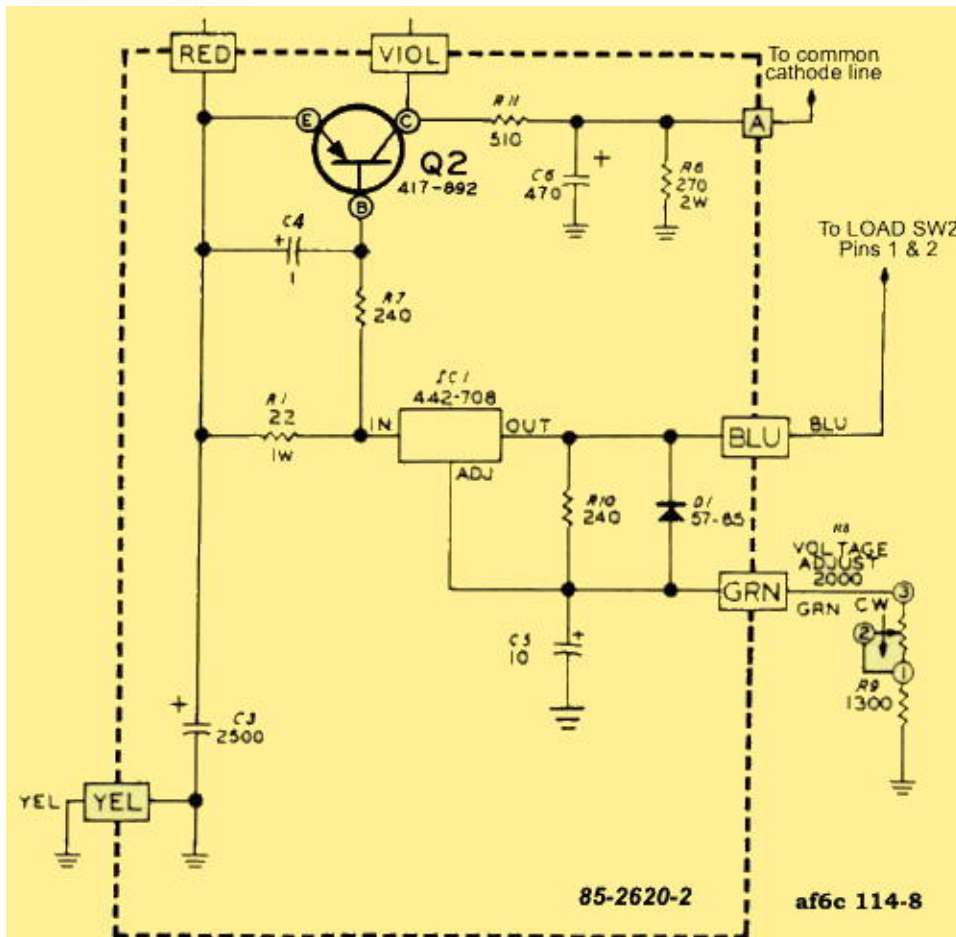 RED
VIOL
To common
cathode line
E
C
R11
510
A
Q2
417-892
B
C6
470
+
R6
270
2W
C4
+
1
To LOAD SW2
Pins 1 & 2
R7
240
IC1
442-708
R1
22
1W
IN
OUT
ADJ
BLU
BLU
R10
240
D1
57-65
R8
VOLTAGE
ADJUST
2000
GRN
GRN
CW
3
2
1
C5
10
+
R9
1300
+
C3
2500
YEL
YEL
85-2620-2
af6c 114-8